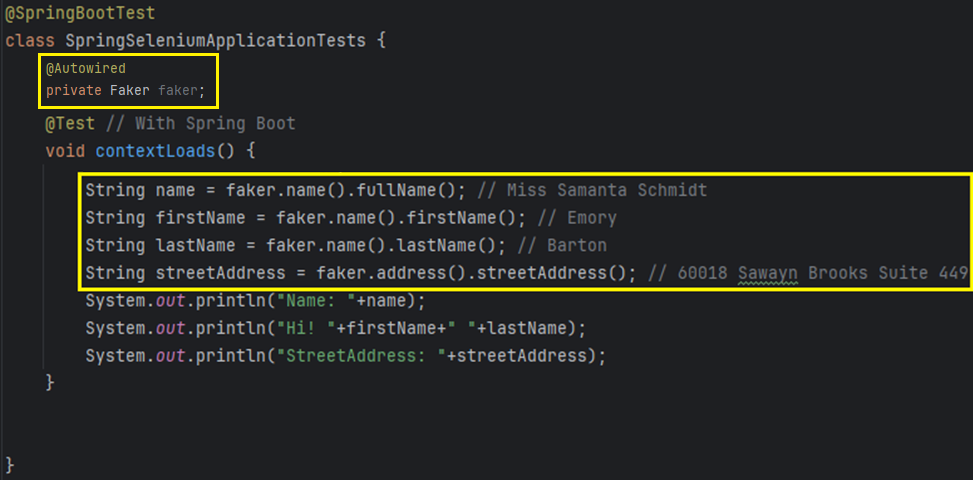 @SpringBootTest
class SpringSeleniumApplicationTests {
@Autowired
private Faker faker;
@Test // With Spring Boot
void contextLoads() {
String name = faker.name().fullName(); // Miss Samanta Schmidt
String firstName = faker.name().firstName(); // Emory
String lastName = faker.name().lastName(); // Barton
String streetAddress = faker.address().streetAddress(); // 60018 Sawayn Brooks Suite 449
System.out.println("Name: "+name);
System.out.println("Hi! "+firstName+" "+lastName);
System.out.println("StreetAddress: "+streetAddress);
}
}